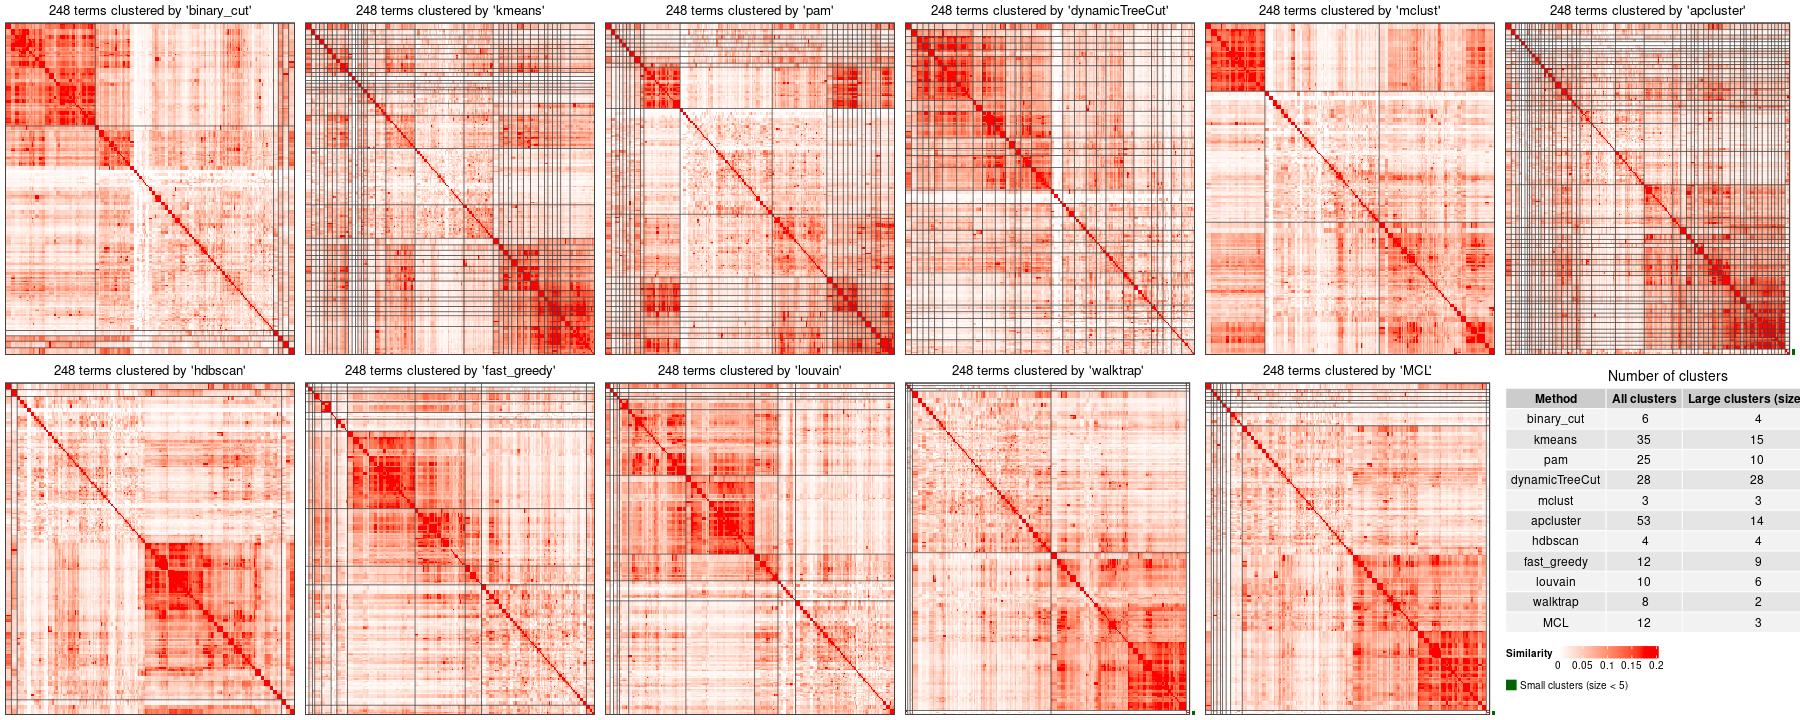 248 terms clustered by 'binary_cut'
248 terms clustered by 'kmeans'
248 terms clustered by 'pam'
248 terms clustered by 'dynamicTreeCut'
248 terms clustered by 'mclust'
248 terms clustered by 'apcluster'
248 terms clustered by 'hdbscan'
248 terms clustered by 'fast_greedy'
248 terms clustered by 'louvain'
248 terms clustered by 'walktrap'
248 terms clustered by 'MCL'
Number of clusters
Method All clusters Large clusters (size
binary_cut 6 4
kmeans 35 15
pam 25 10
dynamicTreeCut 28 28
mclust 3 3
apcluster 53 14
hdbscan 4 4
fast_greedy 12 9
louvain 10 6
walktrap 8 2
MCL 12 3
Similarity
0 0.05 0.1 0.15 0.2
Small clusters (size < 5)